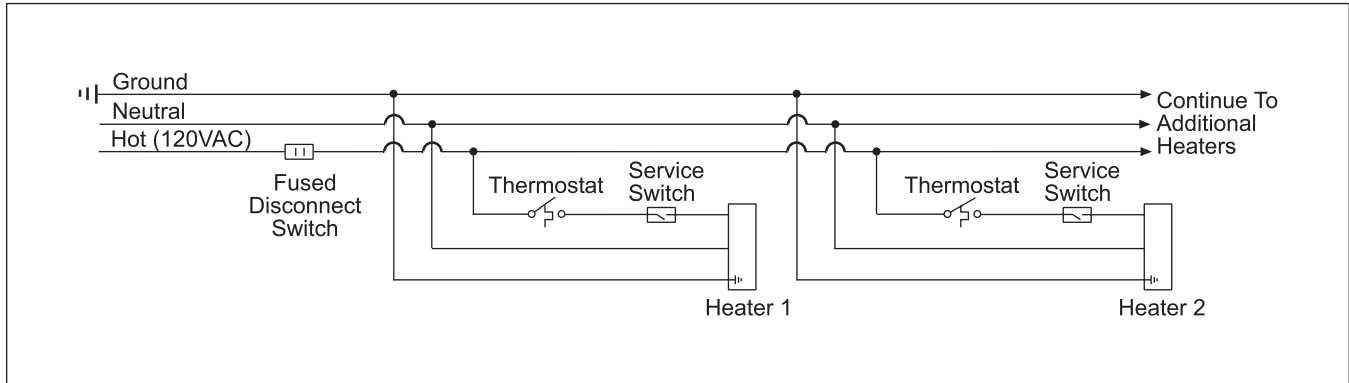 Ground
Neutral
Hot (120VAC)
Continue To
Additional
Heaters
Fused
Disconnect
Switch
Thermostat
Service
Switch
Heater 1
Thermostat
Service
Switch
Heater 2